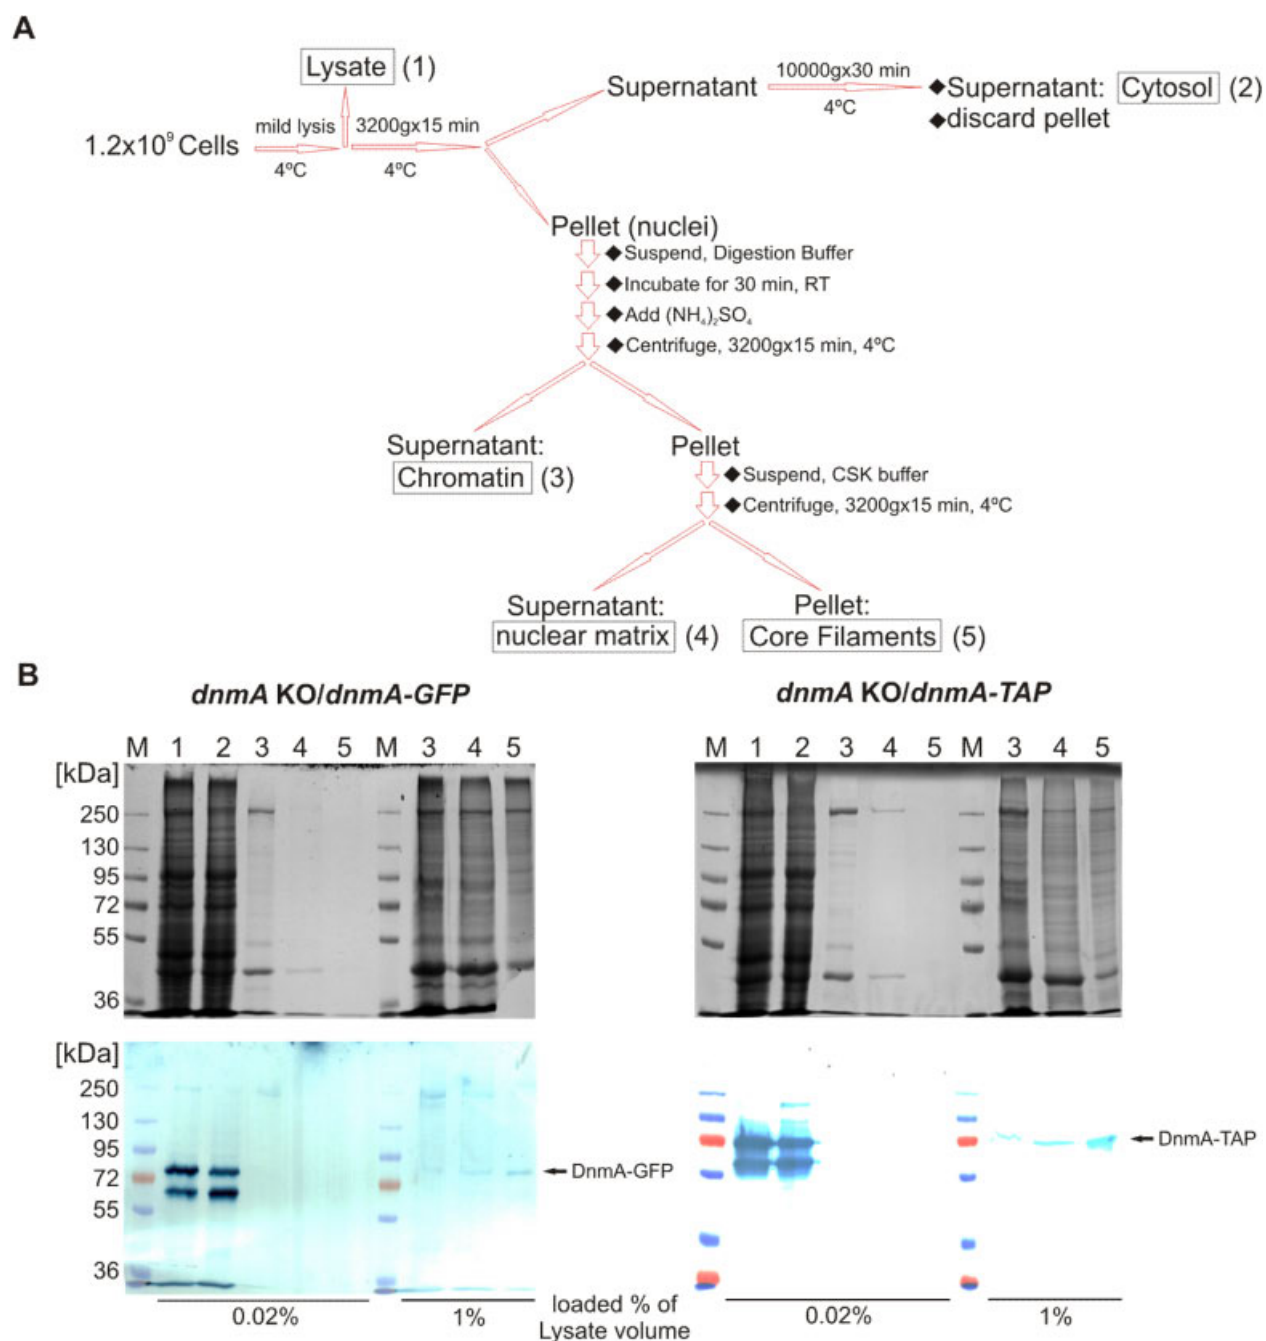 A
Lysate (1)
1.2x10⁹ Cells
mild lysis
4ºC
3200gx15 min
4ºC
Supernatant
10000gx30 min
4ºC
◆Supernatant: Cytosol (2)
◆discard pellet
Pellet (nuclei)
◆Suspend, Digestion Buffer
◆Incubate for 30 min, RT
◆Add (NH₄)₂SO₄
◆Centrifuge, 3200gx15 min, 4ºC
Supernatant:
Chromatin (3)
Pellet
◆Suspend, CSK buffer
◆Centrifuge, 3200gx15 min, 4ºC
Supernatant:
nuclear matrix (4)
Pellet:
Core Filaments (5)
B
dnmA KO/dnmA-GFP
M 1 2 3 4 5 M 3 4 5
[kDa]
250
130
95
72
55
36
[kDa]
250
130
95
72
55
36
DnmA-GFP
0.02%
1%
loaded % of
Lysate volume
dnmA KO/dnmA-TAP
M 1 2 3 4 5 M 3 4 5
DnmA-TAP
0.02%
1%